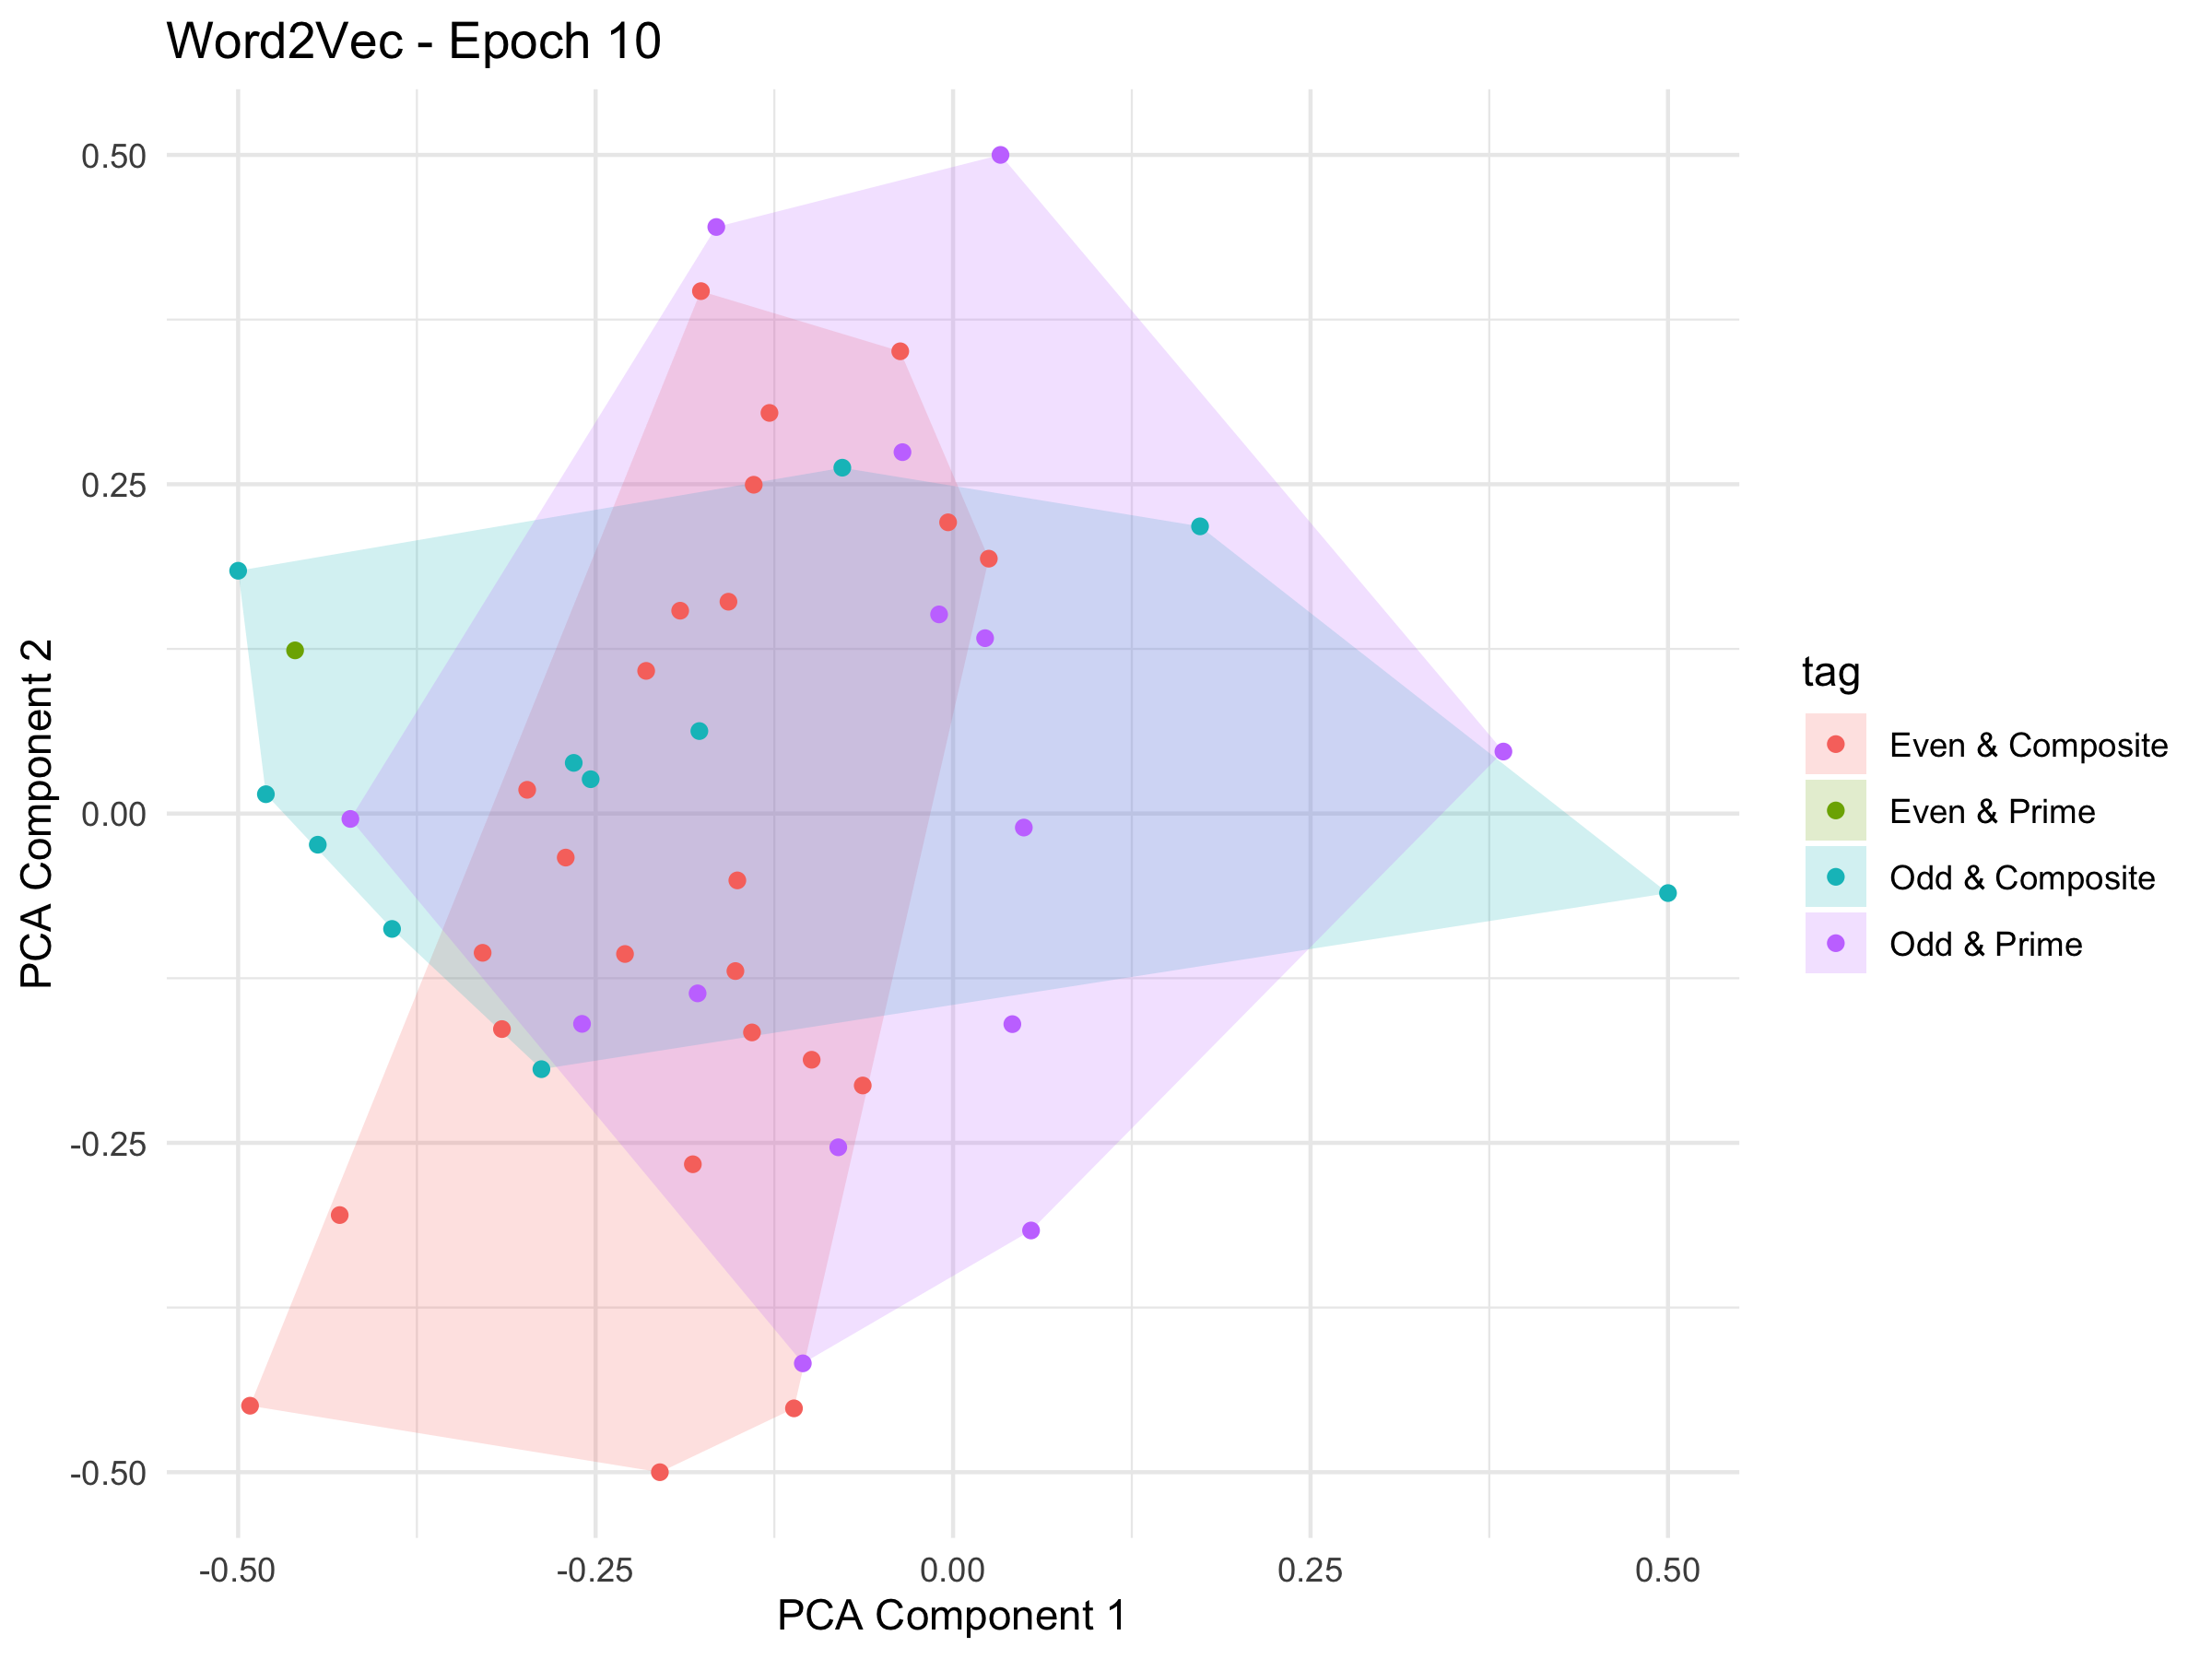 Word2Vec - Epoch 10
0.50
0.25
0.00
-0.25
-0.50
PCA Component 2
-0.50
-0.25
0.00
0.25
0.50
PCA Component 1
tag
Even & Composite
Even & Prime
Odd & Composite
Odd & Prime